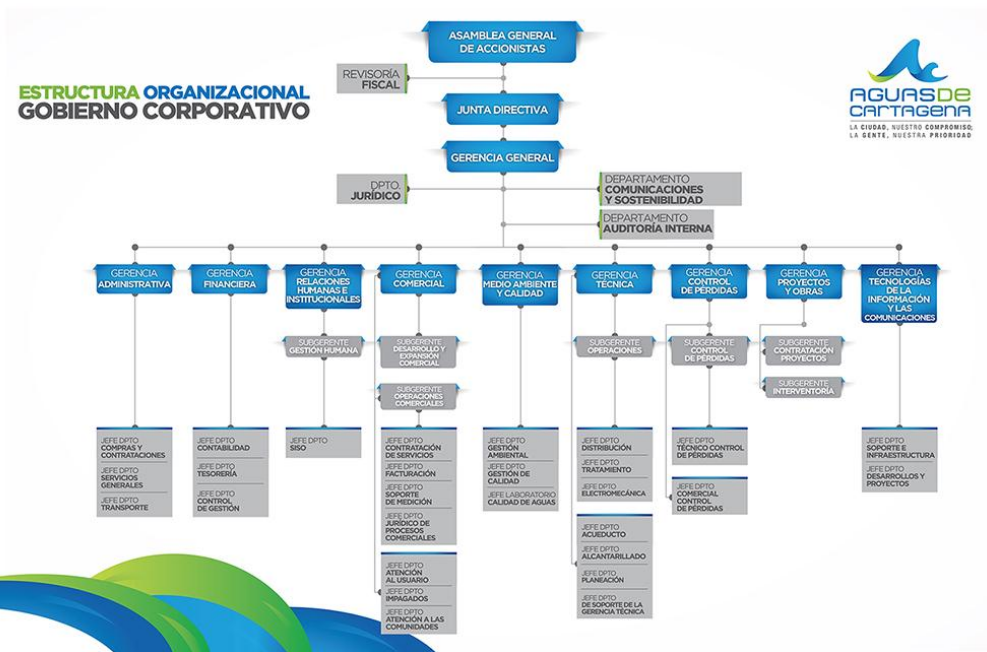 ASAMBLEA GENERAL
DE ACCIONISTAS
REVISORÍA
FISCAL
ESTRUCTURA ORGANIZACIONAL
GOBIERNO CORPORATIVO
AGUAS DE
CARTAGENA
LA CIUDAD, NUESTRO COMPROMISO;
LA GENTE, NUESTRA PRIORIDAD
JUNTA DIRECTIVA
GERENCIA GENERAL
DPTO.
JURÍDICO
DEPARTAMENTO
COMUNICACIONES
Y SOSTENIBILIDAD
DEPARTAMENTO
AUDITORÍA INTERNA
GERENCIA
ADMINISTRATIVA
GERENCIA
FINANCIERA
GERENCIA
RELACIONES
HUMANAS E
INSTITUCIONALES
GERENCIA
COMERCIAL
GERENCIA
MEDIO AMBIENTE
Y CALIDAD
GERENCIA
TÉCNICA
GERENCIA
CONTROL
DE PÉRDIDAS
GERENCIA
PROYECTOS
Y OBRAS
GERENCIA
TECNOLOGÍAS
DE LA
INFORMACIÓN
Y LAS
COMUNICACIONES
SUBGERENTE
GESTIÓN HUMANA
SUBGERENTE
DESARROLLO Y
EXPANSIÓN
COMERCIAL
SUBGERENTE
OPERACIONES
SUBGERENTE
CONTROL
DE PÉRDIDAS
SUBGERENTE
CONTRATACIÓN
PROYECTOS
SUBGERENTE
OPERACIONES
COMERCIALES
SUBGERENTE
INTERVENTORÍA
JEFE DPTO
COMPRAS Y
CONTRATACIONES
JEFE DPTO
SERVICIOS
GENERALES
JEFE DPTO
TRANSPORTE
JEFE DPTO
CONTABILIDAD
JEFE DPTO
TESORERÍA
JEFE DPTO
CONTROL
DE GESTIÓN
JEFE DPTO
SISO
JEFE DPTO
CONTRATACIÓN
DE SERVICIOS
JEFE DPTO
FACTURACIÓN
JEFE DPTO
SOPORTE
DE MEDICIÓN
JEFE DPTO
JURÍDICO DE
PROCESOS
COMERCIALES
JEFE DPTO
ATENCIÓN
AL USUARIO
JEFE DPTO
IMPAGADOS
JEFE DPTO
ATENCIÓN A LAS
COMUNIDADES
JEFE DPTO
GESTIÓN
AMBIENTAL
JEFE DPTO
GESTIÓN DE
CALIDAD
JEFE LABORATORIO
CALIDAD DE AGUAS
JEFE DPTO
DISTRIBUCIÓN
JEFE DPTO
TRATAMIENTO
JEFE DPTO
ELECTROMECÁNICA
JEFE DPTO
ACUEDUCTO
JEFE DPTO
ALCANTARILLADO
JEFE DPTO
PLANEACIÓN
JEFE DPTO
DE SOPORTE DE LA
GERENCIA TÉCNICA
JEFE DPTO
TÉCNICO CONTROL
DE PÉRDIDAS
JEFE DPTO
COMERCIAL
CONTROL
DE PÉRDIDAS
JEFE DPTO
SOPORTE E
INFRAESTRUCTURA
JEFE DPTO
DESARROLLOS Y
PROYECTOS